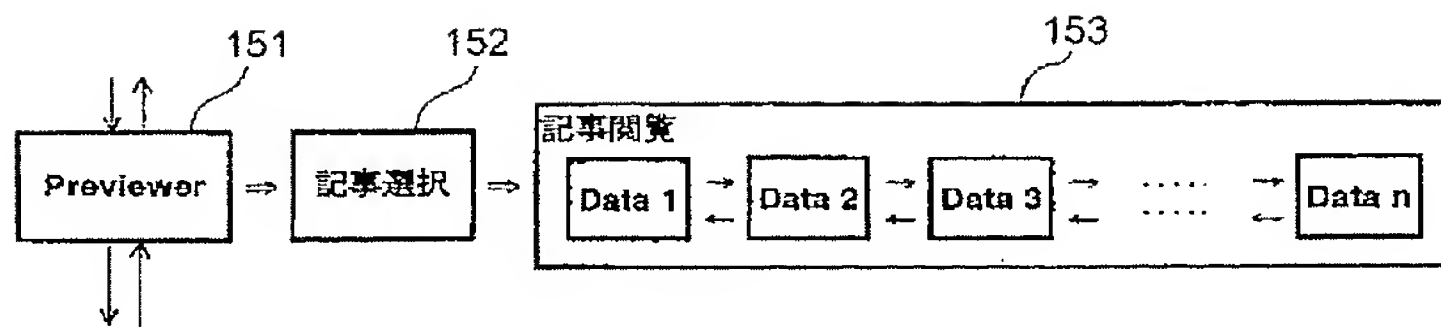 151
152
153
Previewer
記事選択
記事閲覧
Data 1
Data 2
Data 3
.....
.....
Data n